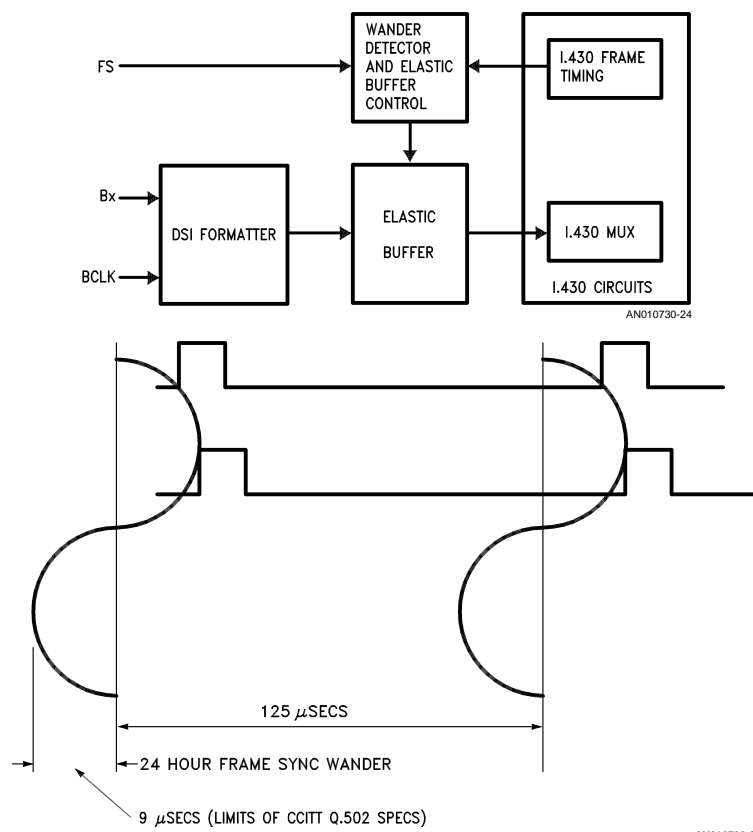 WANDER
DETECTOR
AND ELASTIC
BUFFER
CONTROL
FS
I.430 FRAME
TIMING
Bx
BCLK
DSI FORMATTER
ELASTIC
BUFFER
I.430 MUX
I.430 CIRCUITS
AN010730-24
125 μSECS
24 HOUR FRAME SYNC WANDER
9 μSECS (LIMITS OF CCITT Q.502 SPECS)